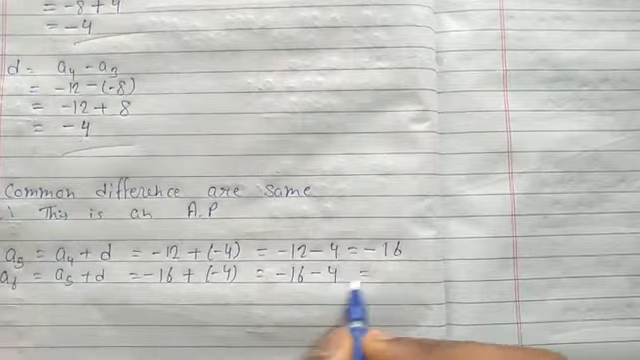 = -8 + 4
= -4
d = a₄ - a₃
= -12 - (-8)
= -12 + 8
= -4
Common difference are same
∴ This is an A.P
a₅ = a₄ + d = -12 + (-4) = -12 - 4 = -16
a₆ = a₅ + d = -16 + (-4) = -16 - 4 =